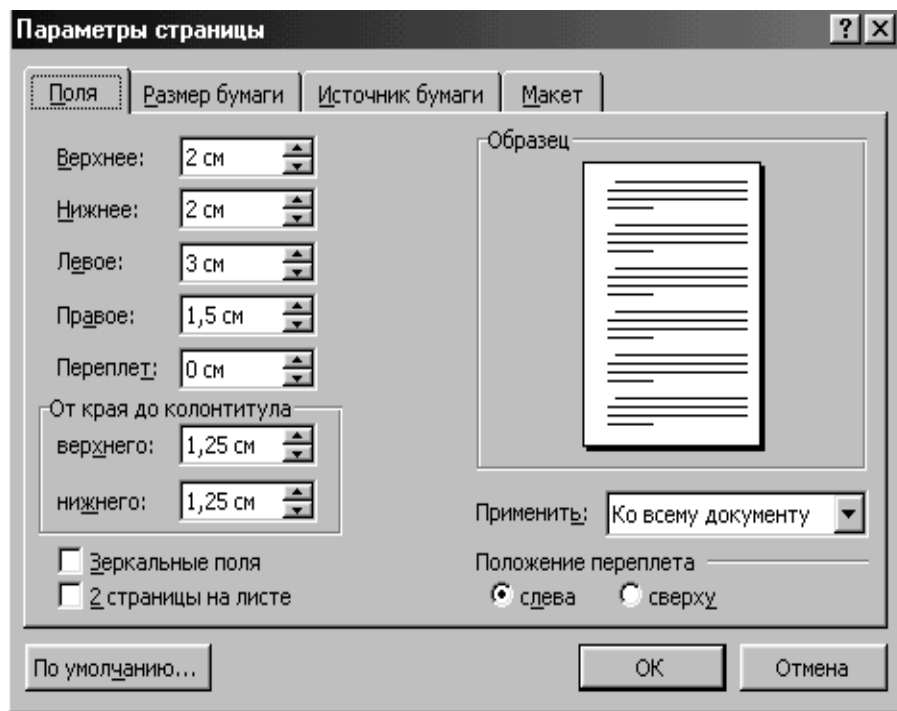 Параметры страницы
Поля Размер бумаги Источник бумаги Макет
Верхнее: 2 см
Нижнее: 2 см
Левое: 3 см
Правое: 1,5 см
Переплет: 0 см
От края до колонтитула
верхнего: 1,25 см
нижнего: 1,25 см
Зеркальные поля
2 страницы на листе
Образец
Применить: Ко всему документу
Положение переплета
слева сверху
По умолчанию... ОК Отмена